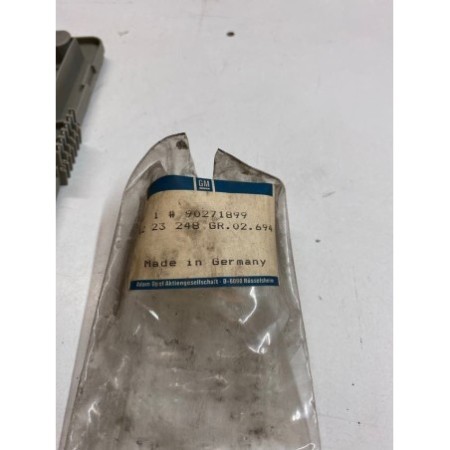 GM
1 # 90271899
23 248 GR.02.694
Made in Germany
Adam Opel Aktiengesellschaft · D-6090 Rüsselsheim